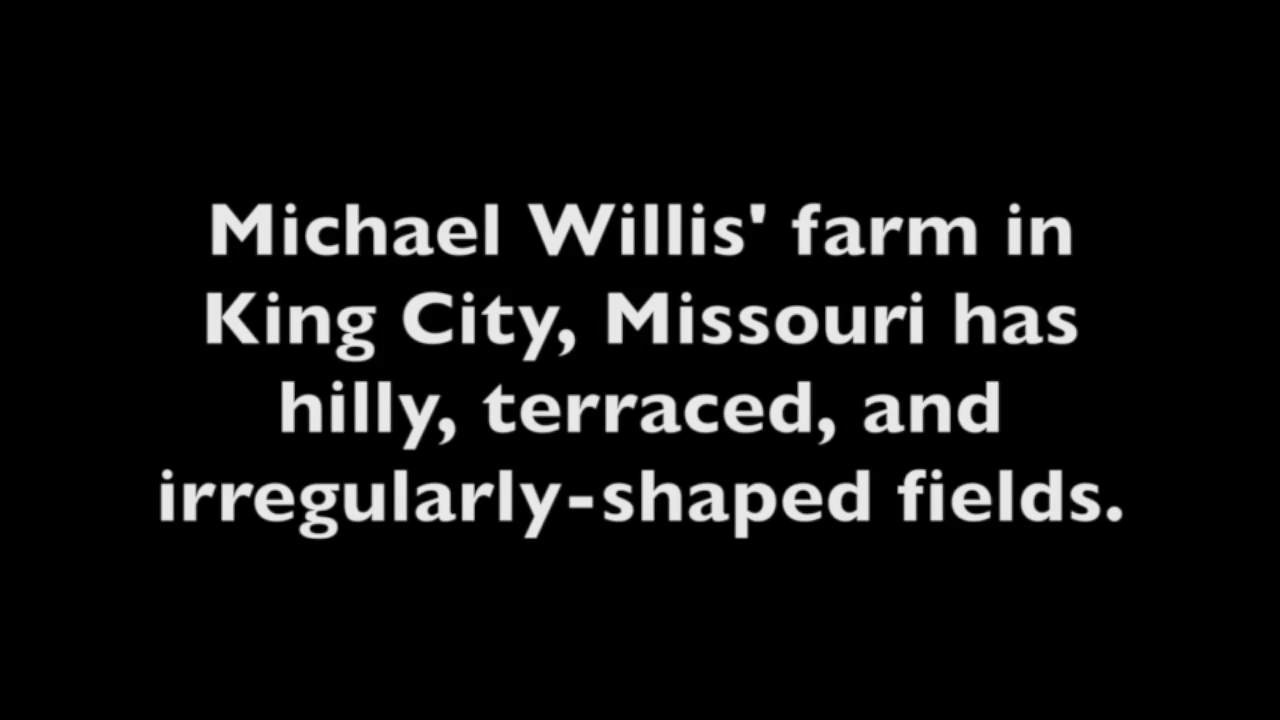 Michael Willis' farm in
King City, Missouri has
hilly, terraced, and
irregularly-shaped fields.